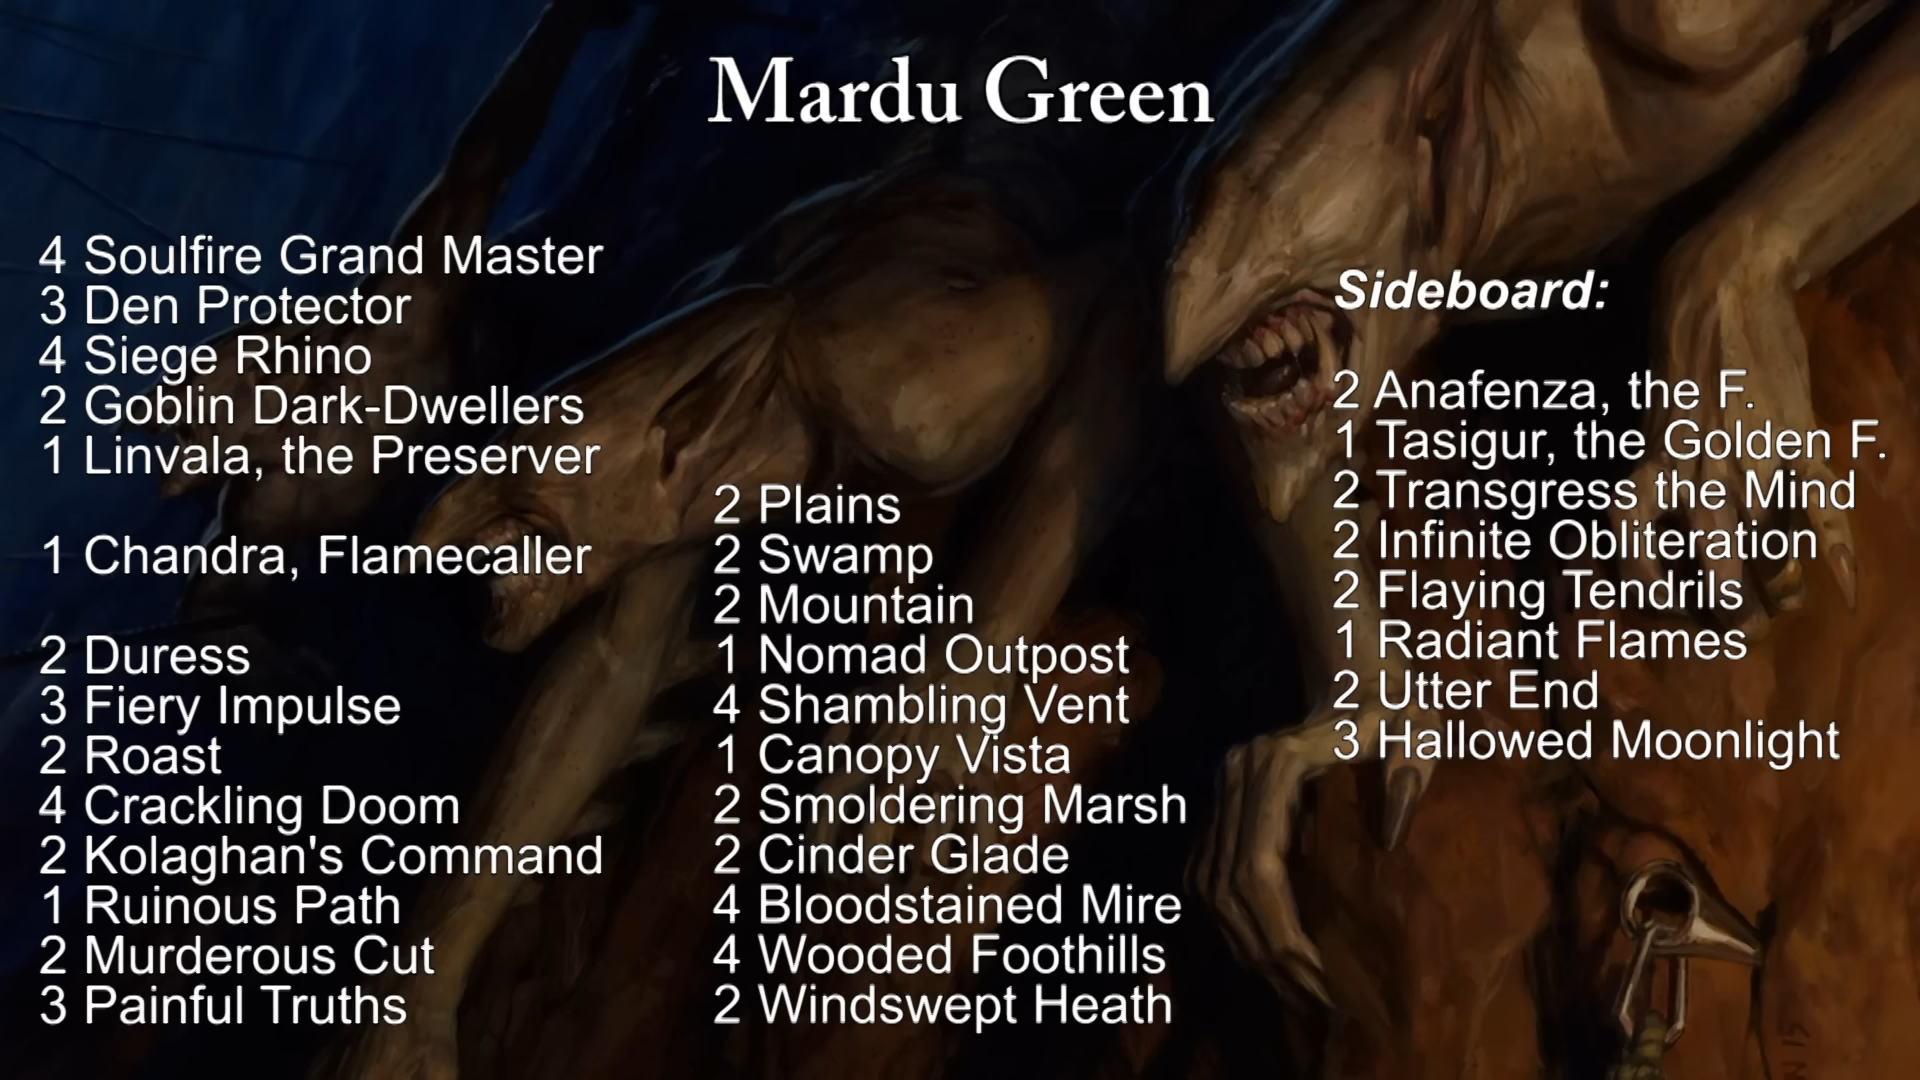 Mardu Green
4 Soulfire Grand Master
3 Den Protector
4 Siege Rhino
2 Goblin Dark-Dwellers
1 Linvala, the Preserver
1 Chandra, Flamecaller
2 Duress
3 Fiery Impulse
2 Roast
4 Crackling Doom
2 Kolaghan's Command
1 Ruinous Path
2 Murderous Cut
3 Painful Truths
2 Plains
2 Swamp
2 Mountain
1 Nomad Outpost
4 Shambling Vent
1 Canopy Vista
2 Smoldering Marsh
2 Cinder Glade
4 Bloodstained Mire
4 Wooded Foothills
2 Windswept Heath
Sideboard:
2 Anafenza, the F.
1 Tasigur, the Golden F.
2 Transgress the Mind
2 Infinite Obliteration
2 Flaying Tendrils
1 Radiant Flames
2 Utter End
3 Hallowed Moonlight